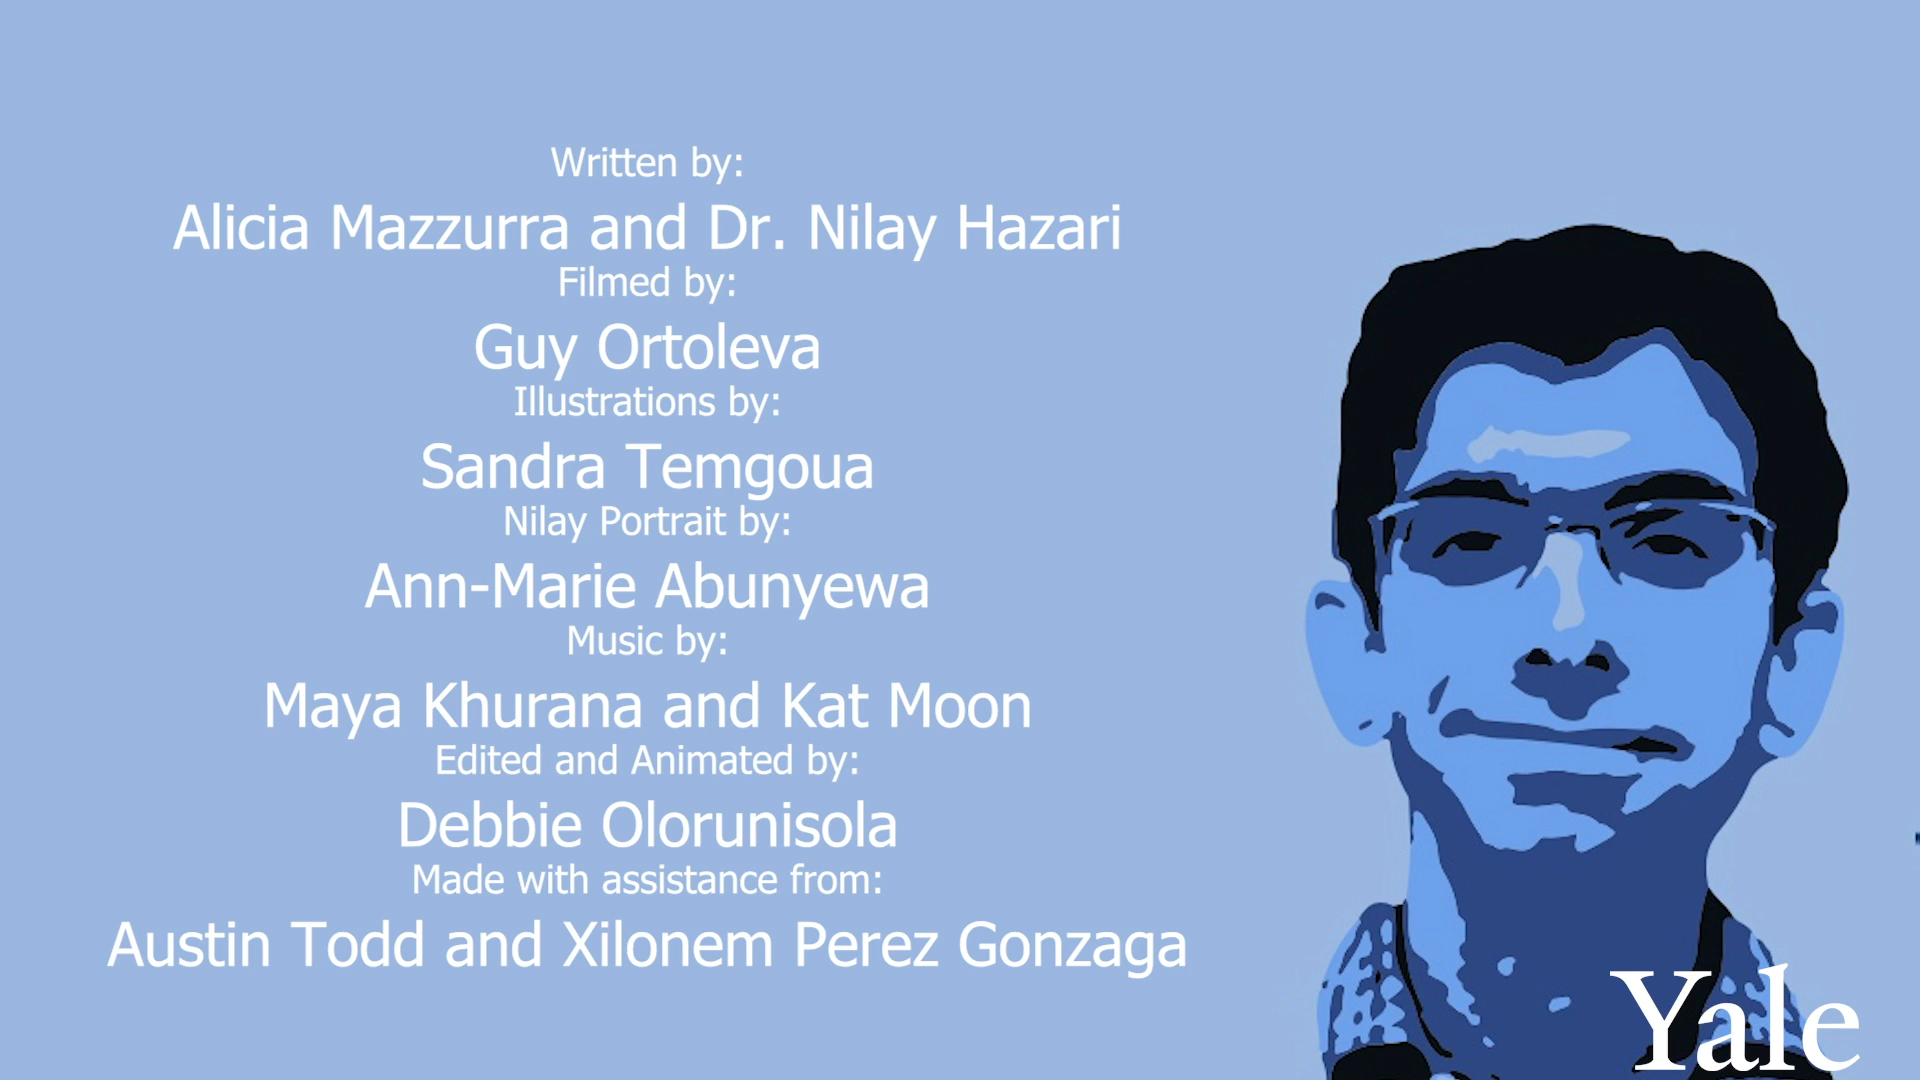 Written by:
Alicia Mazzurra and Dr. Nilay Hazari
Filmed by:
Guy Ortoleva
Illustrations by:
Sandra Temgoua
Nilay Portrait by:
Ann-Marie Abunyewa
Music by:
Maya Khurana and Kat Moon
Edited and Animated by:
Debbie Olorunisola
Made with assistance from:
Austin Todd and Xilonem Perez Gonzaga
Yale